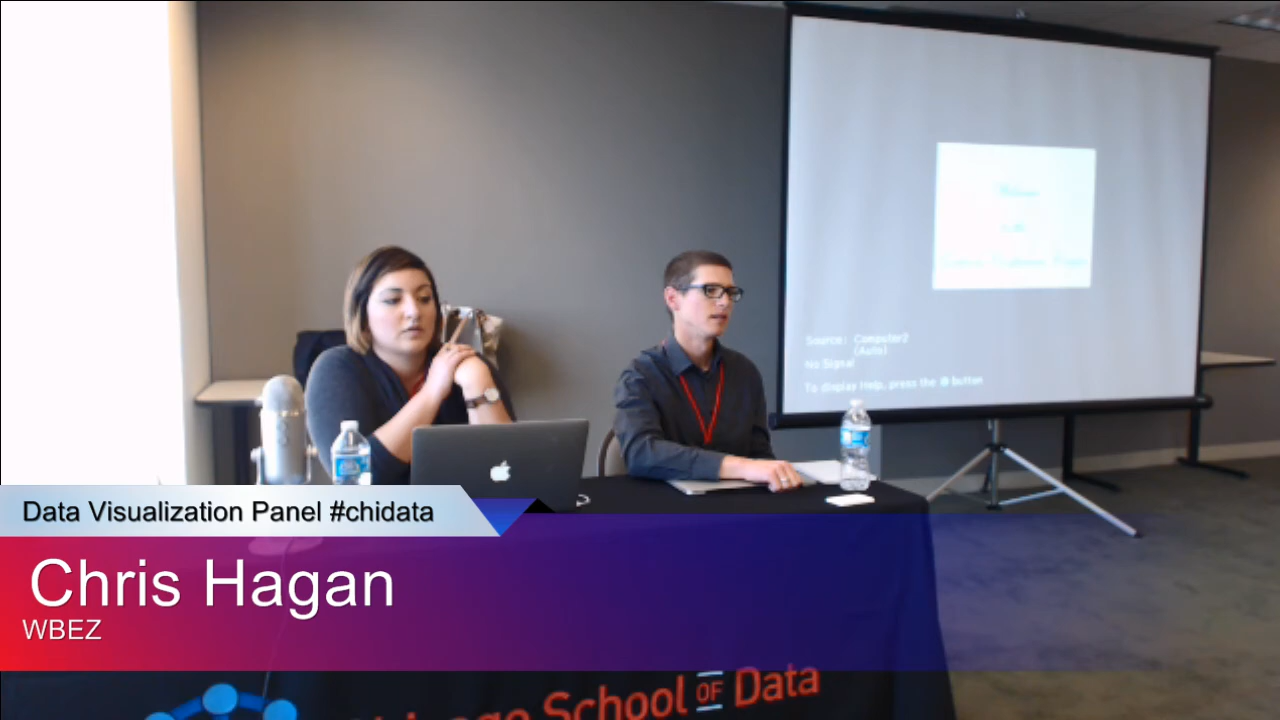 Source: Computer2
(Auto)
No Signal
To display Help, press the button
Data Visualization Panel #chidata
Chris Hagan
WBEZ
School OF Data